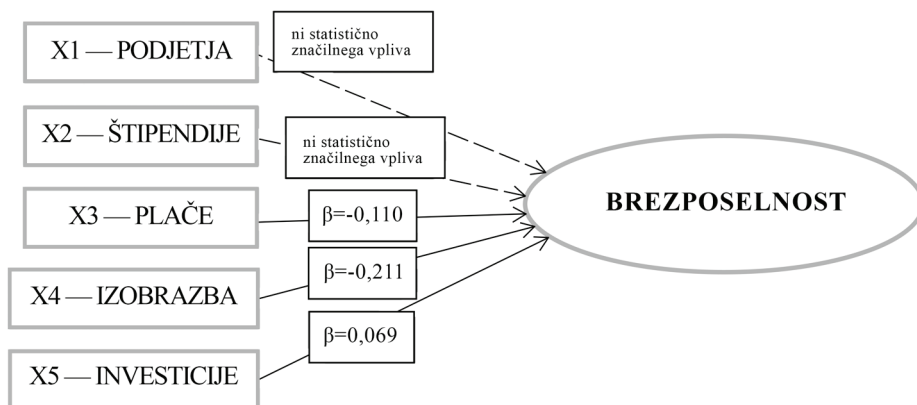 X1 — PODJETJA
ni statistično
značilnega vpliva
X2 — ŠTIPENDIJE
ni statistično
značilnega vpliva
X3 — PLAČE
β=-0,110
BREZPOSELNOST
X4 — IZOBRAZBA
β=-0,211
X5 — INVESTICIJE
β=0,069